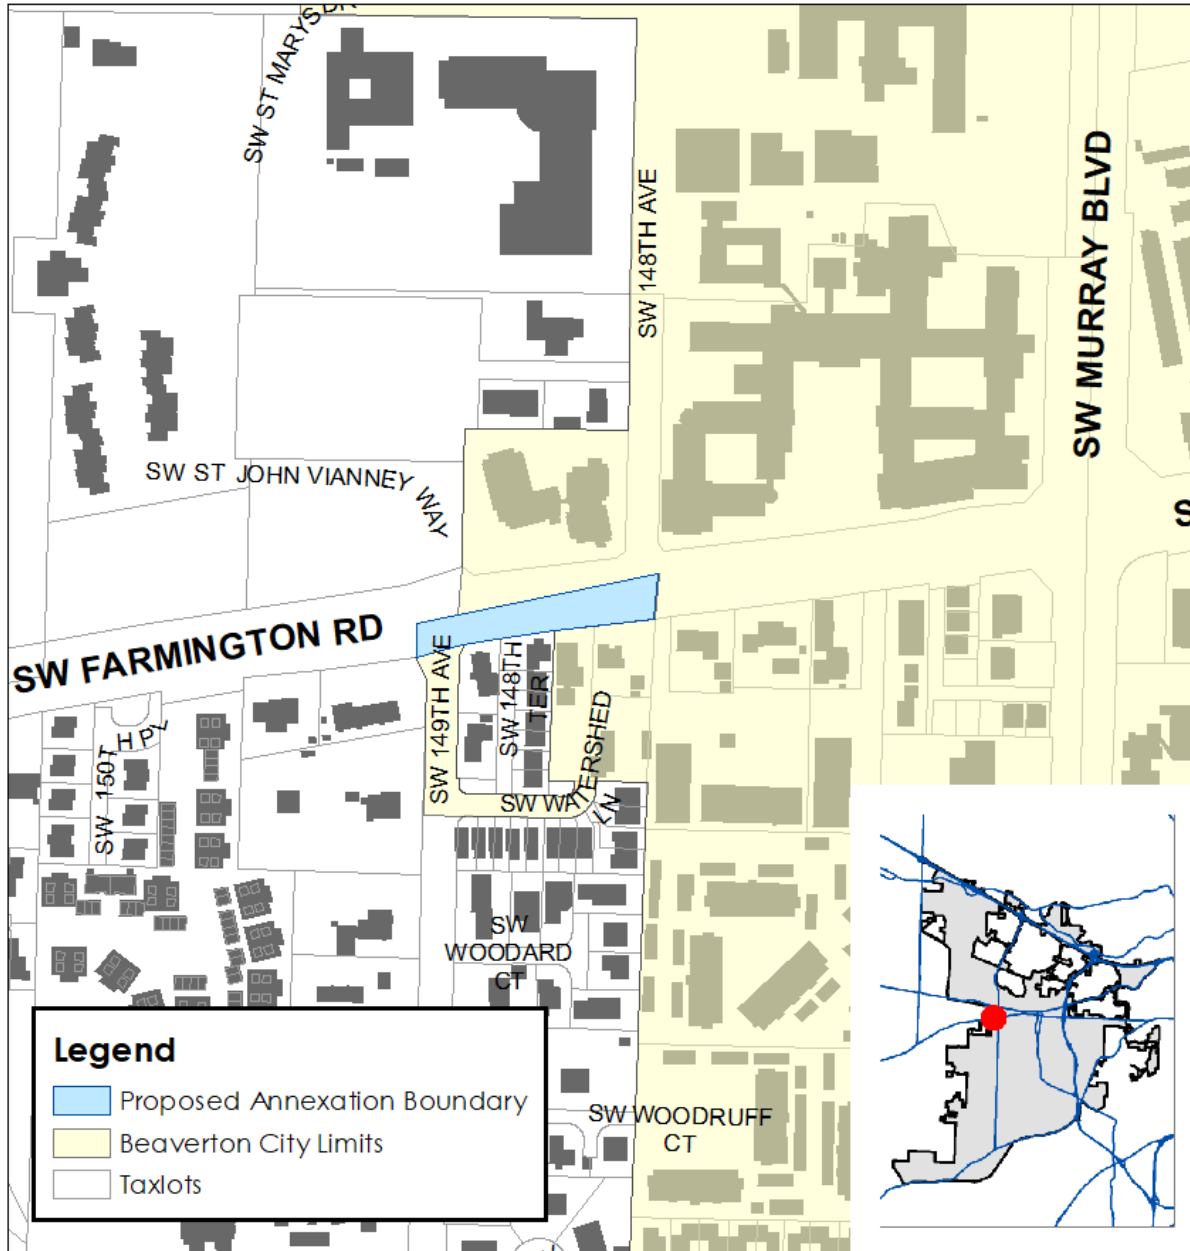 SW ST MARYS DR
SW 148TH AVE
SW MURRAY BLVD
SW ST JOHN VIANNEY WAY
S
SW FARMINGTON RD
SW 149TH AVE
SW 148TH
TER
SW WATERSHED
LN
SW 150TH PL
SW
WOODARD
CT
SW WOODRUFF
CT
Legend
Proposed Annexation Boundary
Beaverton City Limits
Taxlots